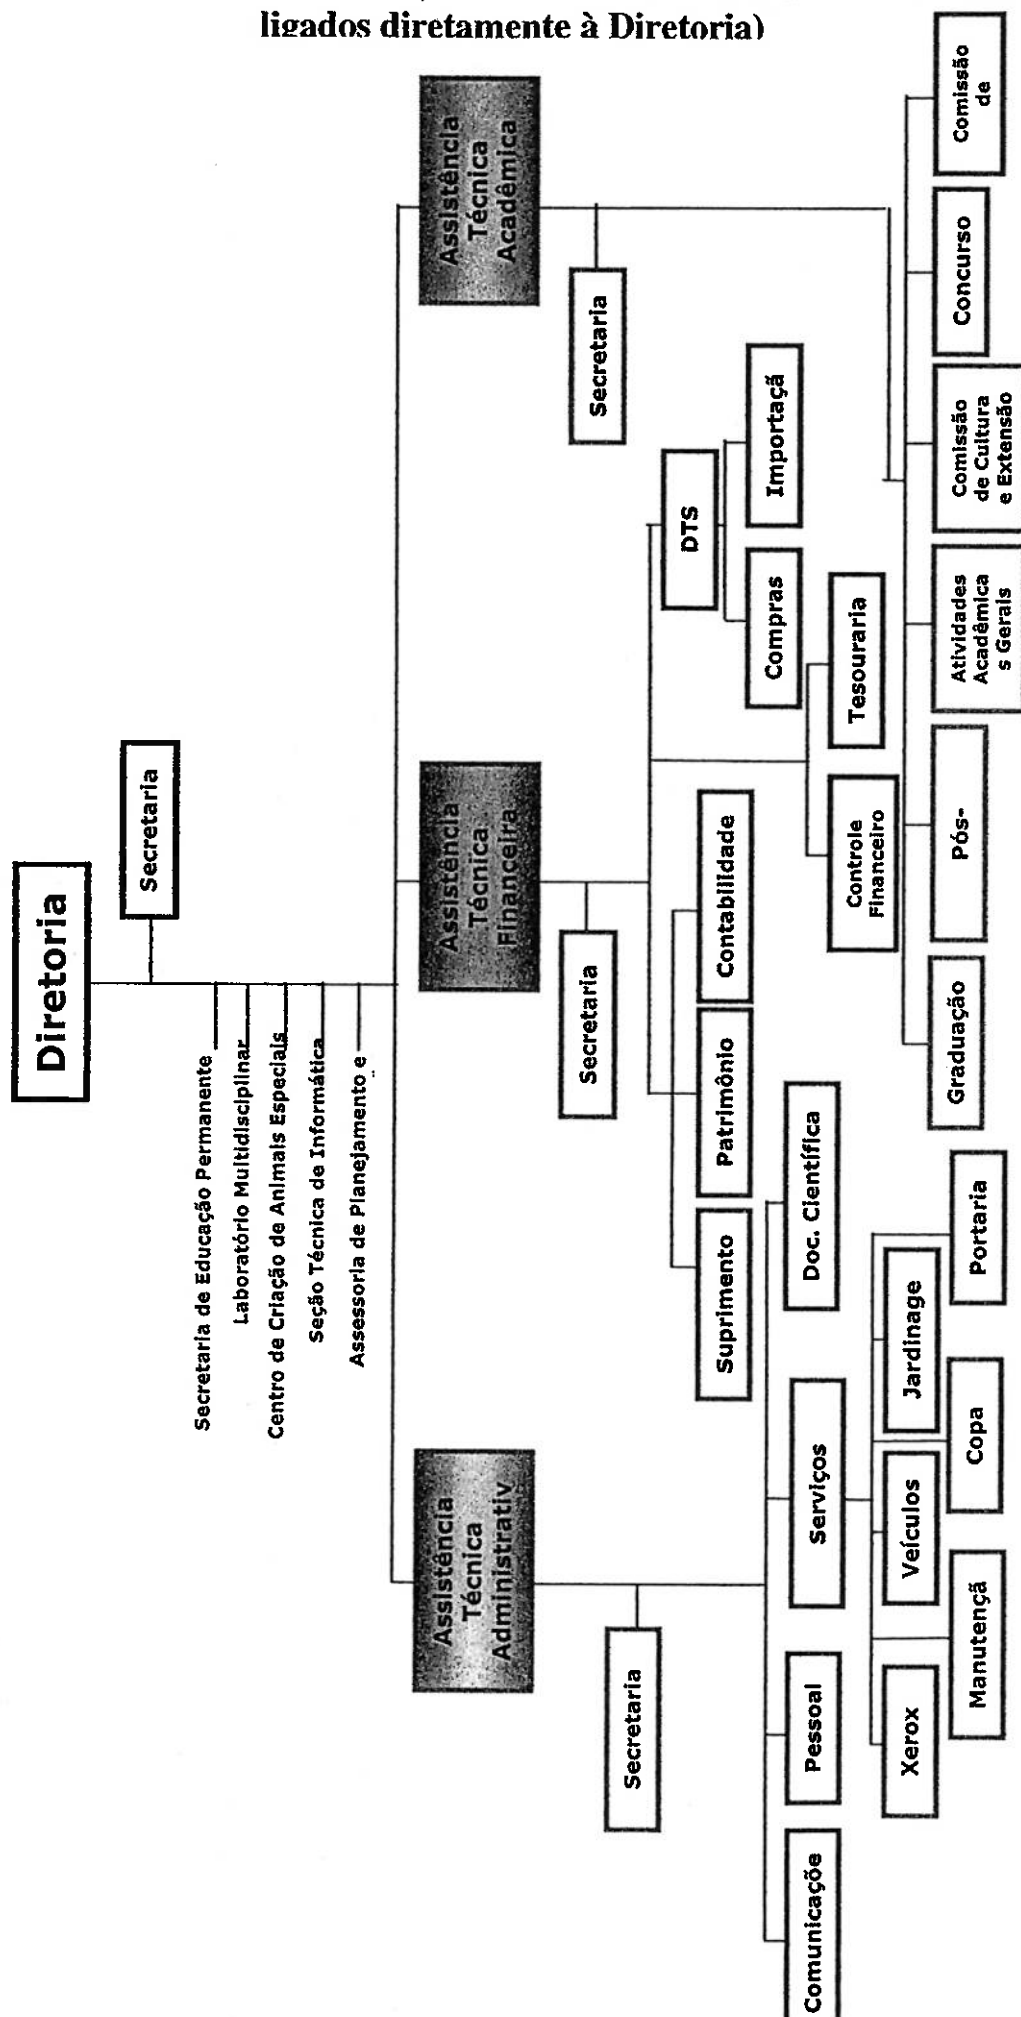 ligados diretamente à Diretoria)
Diretoria
Secretaria
Secretaria de Educação Permanente
Laboratório Multidisciplinar
Centro de Criação de Animais Especiais
Seção Técnica de Informática
Assessoria de Planejamento e
Assistência
Técnica
Administrativ
Assistência
Técnica
Financeira
Assistência
Técnica
Acadêmica
Secretaria
Secretaria
Secretaria
Suprimento
Patrimônio
Contabilidade
DTS
Compras
Importaçã
Controle
Financeiro
Tesouraria
Comunicaçõe
Pessoal
Serviços
Doc. Científica
Xerox
Veículos
Jardinage
Manutençã
Copa
Portaria
Graduação
Pós-
Atividades
Acadêmica
s Gerais
Comissão
de Cultura
e Extensão
Concurso
Comissão
de